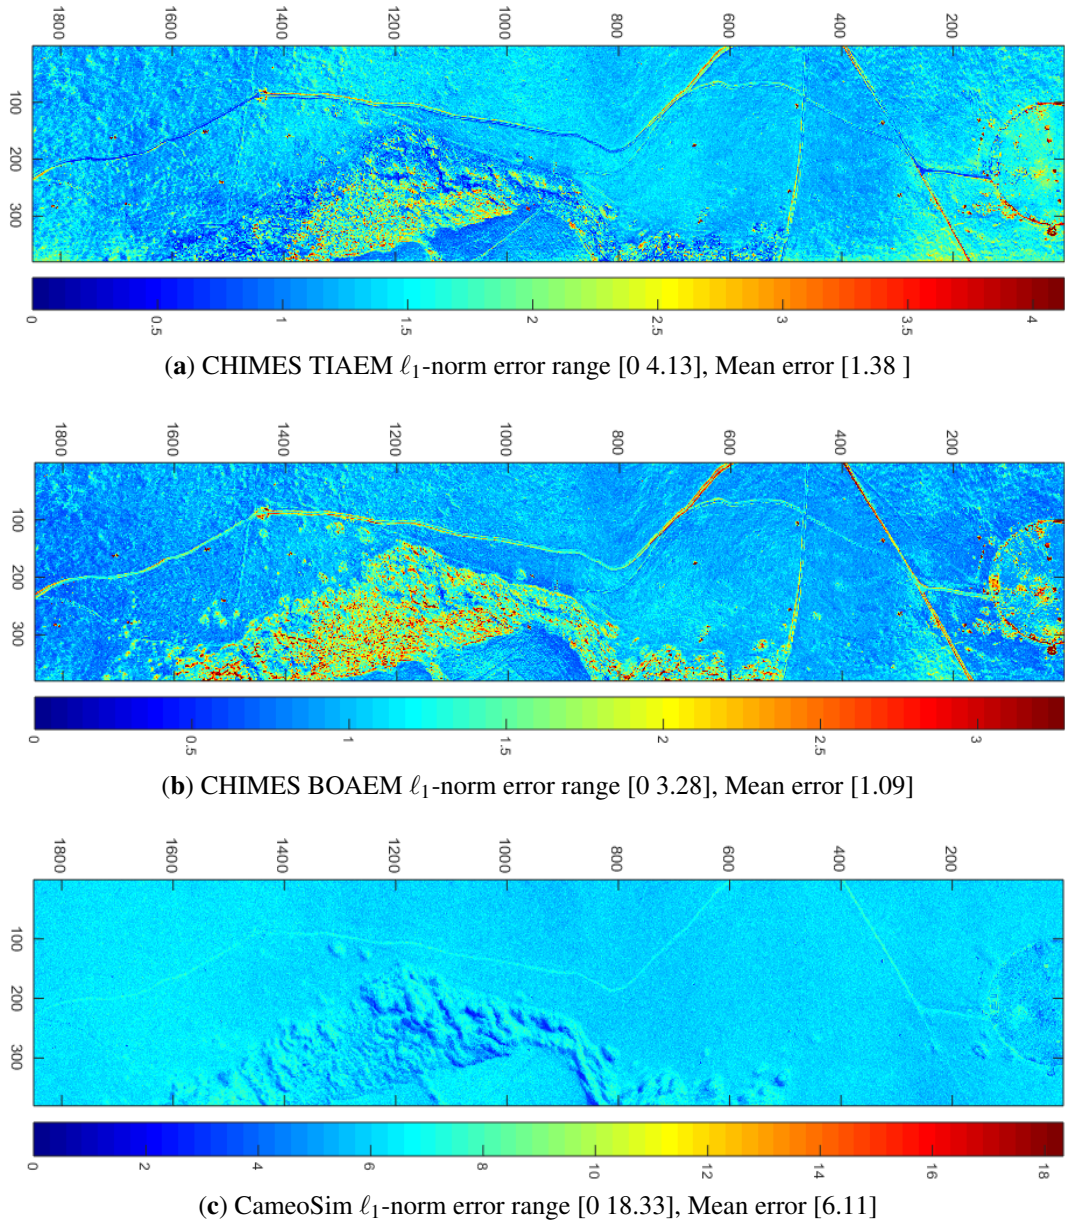 1800 1600 1400 1200 1000 800 600 400 200
100
200
300
0 0.5 1 1.5 2 2.5 3 3.5 4
(a) CHIMES TIAEM ℓ1-norm error range [0 4.13], Mean error [1.38 ]
1800 1600 1400 1200 1000 800 600 400 200
100
200
300
0 0.5 1 1.5 2 2.5 3
(b) CHIMES BOAEM ℓ1-norm error range [0 3.28], Mean error [1.09]
1800 1600 1400 1200 1000 800 600 400 200
100
200
300
0 2 4 6 8 10 12 14 16 18
(c) CameoSim ℓ1-norm error range [0 18.33], Mean error [6.11]